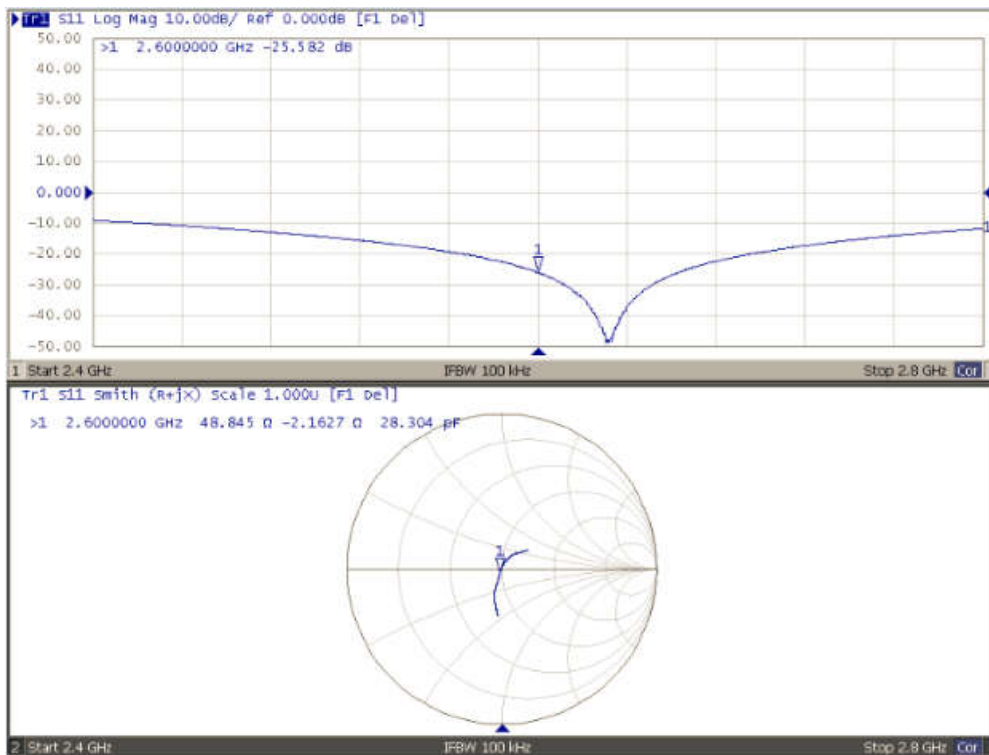 Tr1 S11 Log Mag 10.00dB/ Ref 0.000dB [F1 Del]
>1 2.6000000 GHz -25.582 dB
50.00
40.00
30.00
20.00
10.00
0.000
-10.00
-20.00
-30.00
-40.00
-50.00
1
1
1 Start 2.4 GHz IFBW 100 kHz Stop 2.8 GHz Cor
Tr1 S11 Smith (R+jX) Scale 1.000U [F1 Del]
>1 2.6000000 GHz 48.845 Ω -2.1627 Ω 28.304 pF
1
2 Start 2.4 GHz IFBW 100 kHz Stop 2.8 GHz Cor